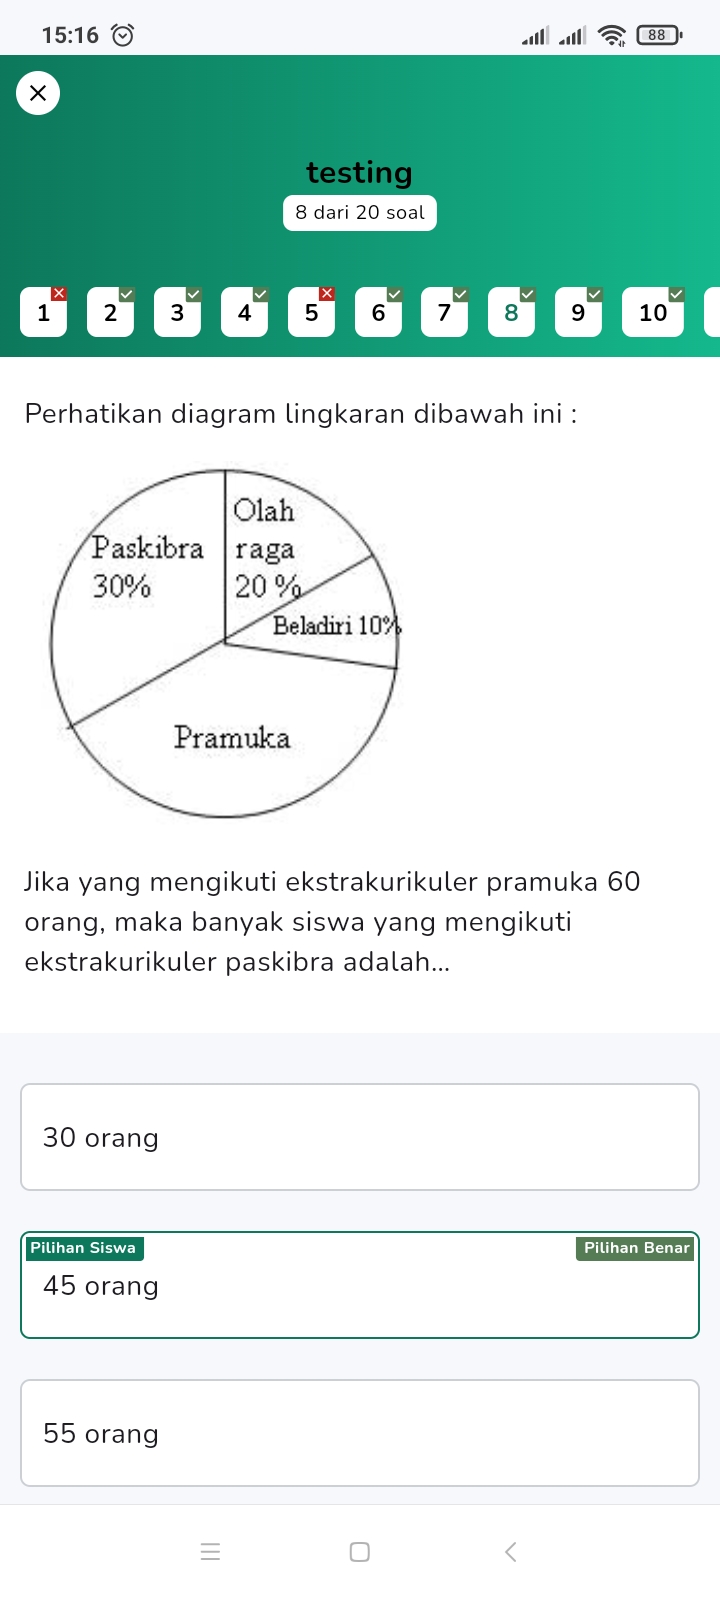 15:16
88
testing
8 dari 20 soal
1 2 3 4 5 6 7 8 9 10
Perhatikan diagram lingkaran dibawah ini :
Olah
Paskibra raga
30% 20 %
Beladiri 10%
Pramuka
Jika yang mengikuti ekstrakurikuler pramuka 60
orang, maka banyak siswa yang mengikuti
ekstrakurikuler paskibra adalah...
30 orang
Pilihan Siswa Pilihan Benar
45 orang
55 orang